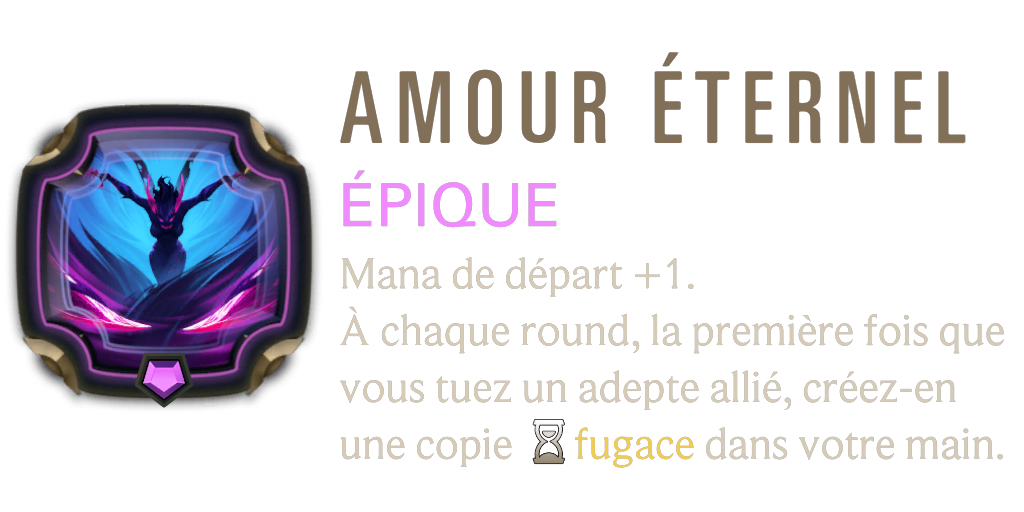 AMOUR ÉTERNEL
ÉPIQUE
Mana de départ +1.
À chaque round, la première fois que
vous tuez un adepte allié, créez-en
une copie fugace dans votre main.